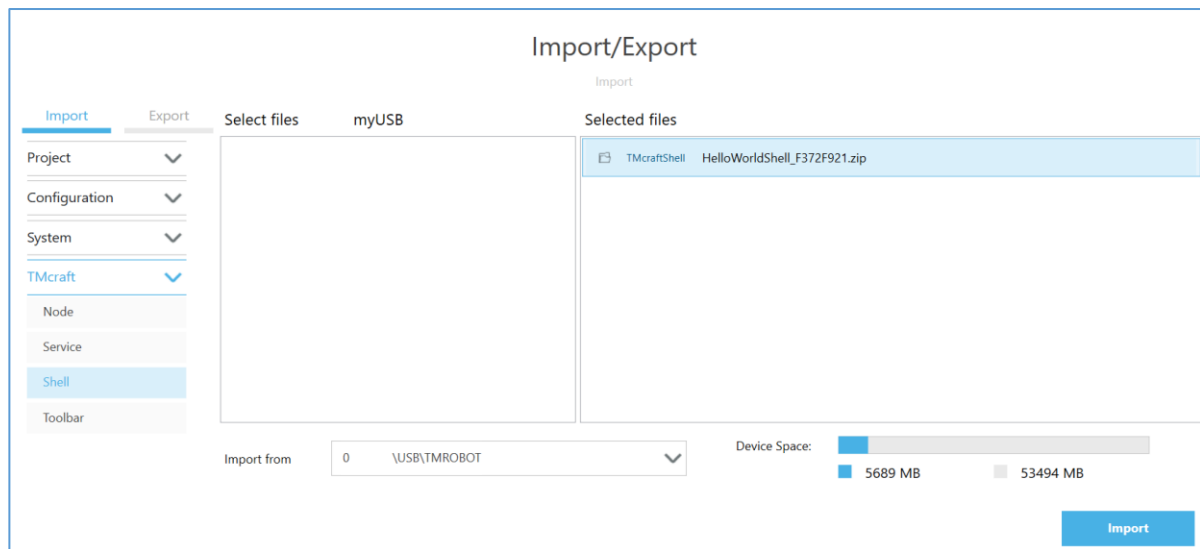 Import/Export
Import
Import Export
Select files myUSB
Selected files
Project
Configuration
System
TMcraft
Node
Service
Shell
Toolbar
TMcraftShell HelloWorldShell_F372F921.zip
Import from 0 \USB\TMROBOT
Device Space:
5689 MB 53494 MB
Import